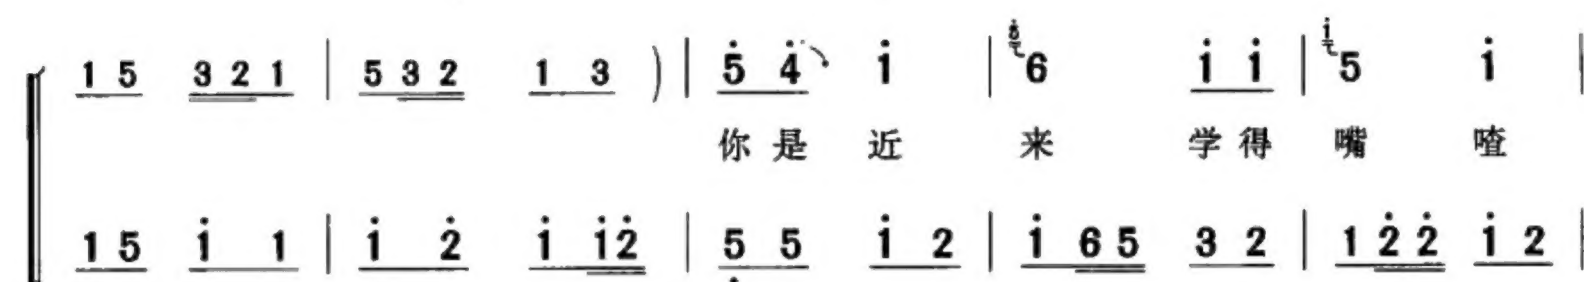 1 5 3 2 1 | 5 3 2 1 3 ) | 5̇ 4̇ i̇ | 6 i̇ i̇ | i̇ 5 i̇ |
你是近来学得嘴喳
1 5 i̇ 1 | i̇ 2̇ i̇ i̇ 2̇ | 5̣ 5 i̇ 2 | i̇ 6 5 3 2 | 1 2̇ 2̇ i̇ 2 |